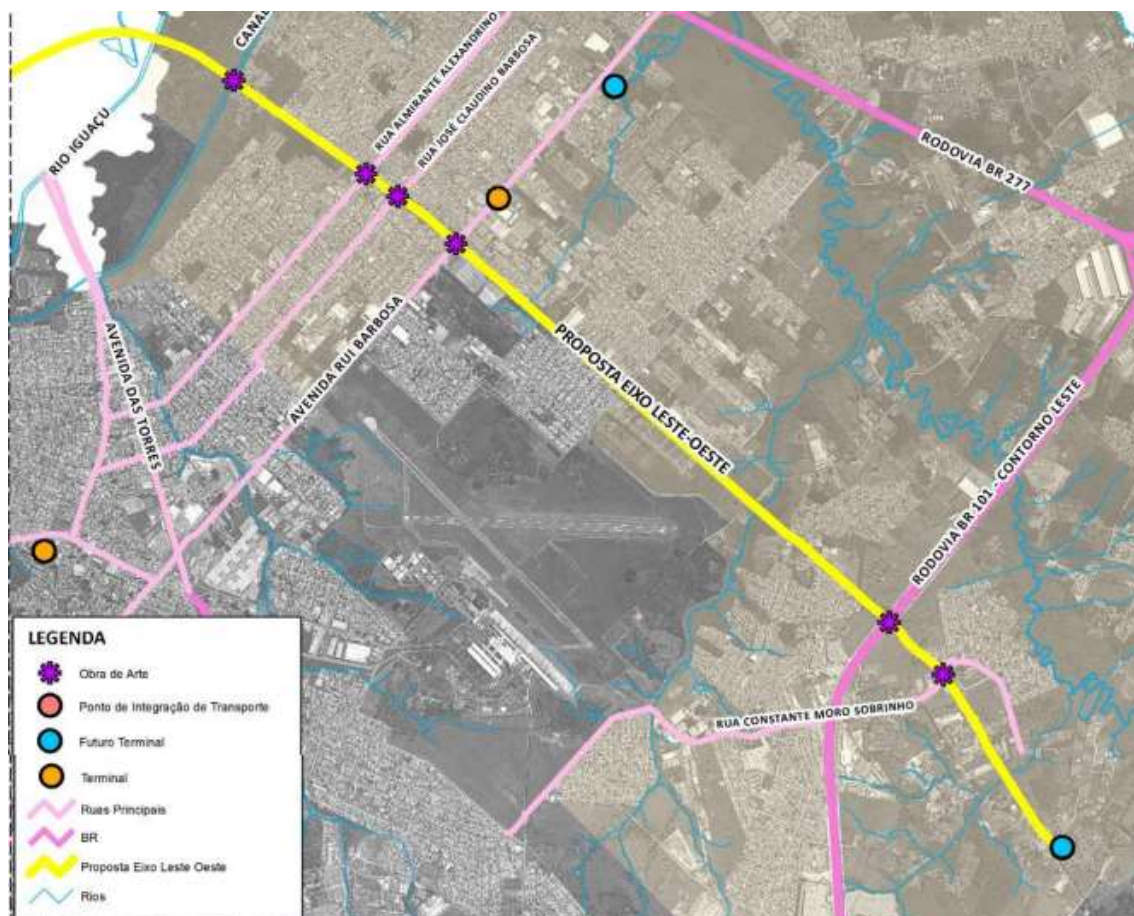 CANAL
RUA ALMIRANTE ALEXANDRINO
RUA JOSÉ CLAUDINO BARBOSA
RIO IGUAÇU
RODOVIA BR 277
AVENIDA DAS TORRES
AVENIDA RUI BARBOSA
PROPOSTA EIXO LESTE-OESTE
RODOVIA BR 101 - CONTORNO LESTE
RUA CONSTANTE MORO SOBRINHO
LEGENDA
Obra de Arte
Ponto de Integração de Transporte
Futuro Terminal
Terminal
Ruas Principais
BR
Proposta Eixo Leste Oeste
Rios